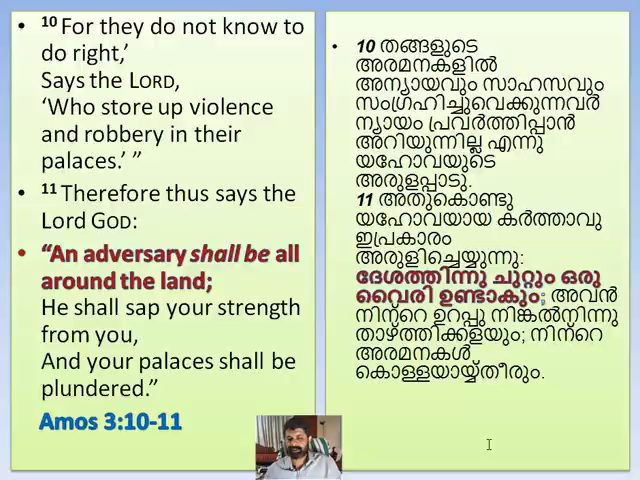 • 10 For they do not know to
do right,’
Says the LORD,
‘Who store up violence
and robbery in their
palaces.’ ”
• 11 Therefore thus says the
Lord GOD:
• “An adversary shall be all
around the land;
He shall sap your strength
from you,
And your palaces shall be
plundered.”
Amos 3:10-11
• 10 തങ്ങളുടെ
അരമനകളിൽ
അന്യായവും സാഹസവും
സംഗ്രഹിച്ചുവെക്കുന്നവർ
ന്യായം പ്രവർത്തിപ്പാൻ
അറിയുന്നില്ല എന്നു
യഹോവയുടെ
അരുളപ്പാടു.
11 അതുകൊണ്ടു
യഹോവയായ കർത്താവു
ഇപ്രകാരം
അരുളിച്ചെയ്യുന്നു:
ദേശത്തിന്നു ചുറ്റും ഒരു
വൈരി ഉണ്ടാകും; അവൻ
നിന്റെ ഉറപ്പു നിങ്കൽനിന്നു
താഴ്ത്തിക്കളയും; നിന്റെ
അരമനകൾ
കൊള്ളയായ്തീരും.